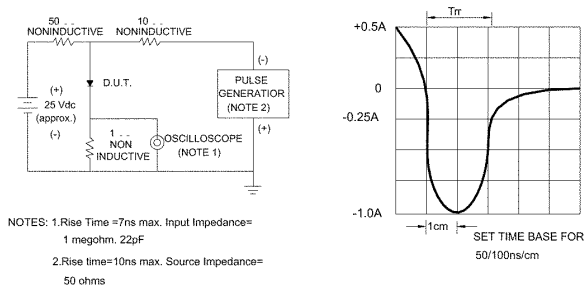 50 - -
NONINDUCTIVE
10 - -
NONINDUCTIVE
D.U.T.
(+)
25 Vdc
(approx.)
(-)
1 - -
NON
INDUCTIVE
OSCILLOSCOPE
(NOTE 1)
(-)
PULSE
GENERATIOR
(NOTE 2)
(+)
NOTES: 1.Rise Time =7ns max. Input Impedance=
1 megohm. 22pF
2.Rise time=10ns max. Source Impedance=
50 ohms
Trr
+0.5A
0
-0.25A
-1.0A
1cm
SET TIME BASE FOR
50/100ns/cm